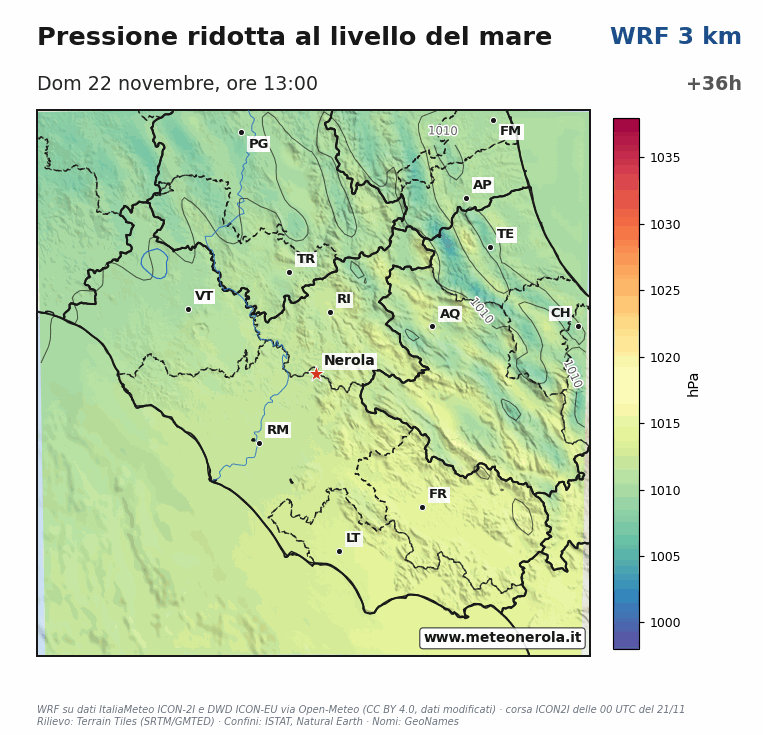 Pressione ridotta al livello del mare
WRF 3 km
Dom 22 novembre, ore 13:00
+36h
1010
FM
PG
AP
TE
TR
VT
RI
AQ
1010
CH
Nerola
1010
RM
FR
LT
www.meteonerola.it
1035
1030
1025
1020
1015
1010
1005
1000
hPa
WRF su dati ItaliaMeteo ICON-2I e DWD ICON-EU via Open-Meteo (CC BY 4.0, dati modificati) · corsa ICON2I delle 00 UTC del 21/11
Rilievo: Terrain Tiles (SRTM/GMTED) · Confini: ISTAT, Natural Earth · Nomi: GeoNames